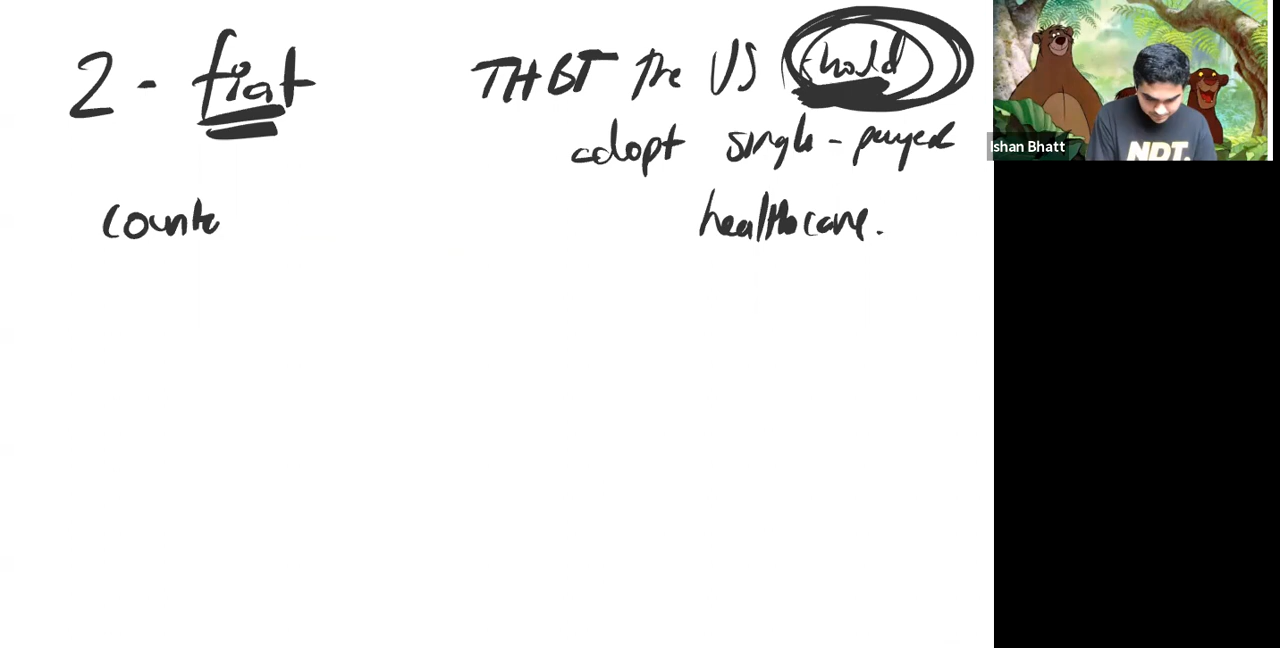 2 - fiat
THBT the US should
adopt single-payer
healthcare.
counte
Ishan Bhatt
NDT.